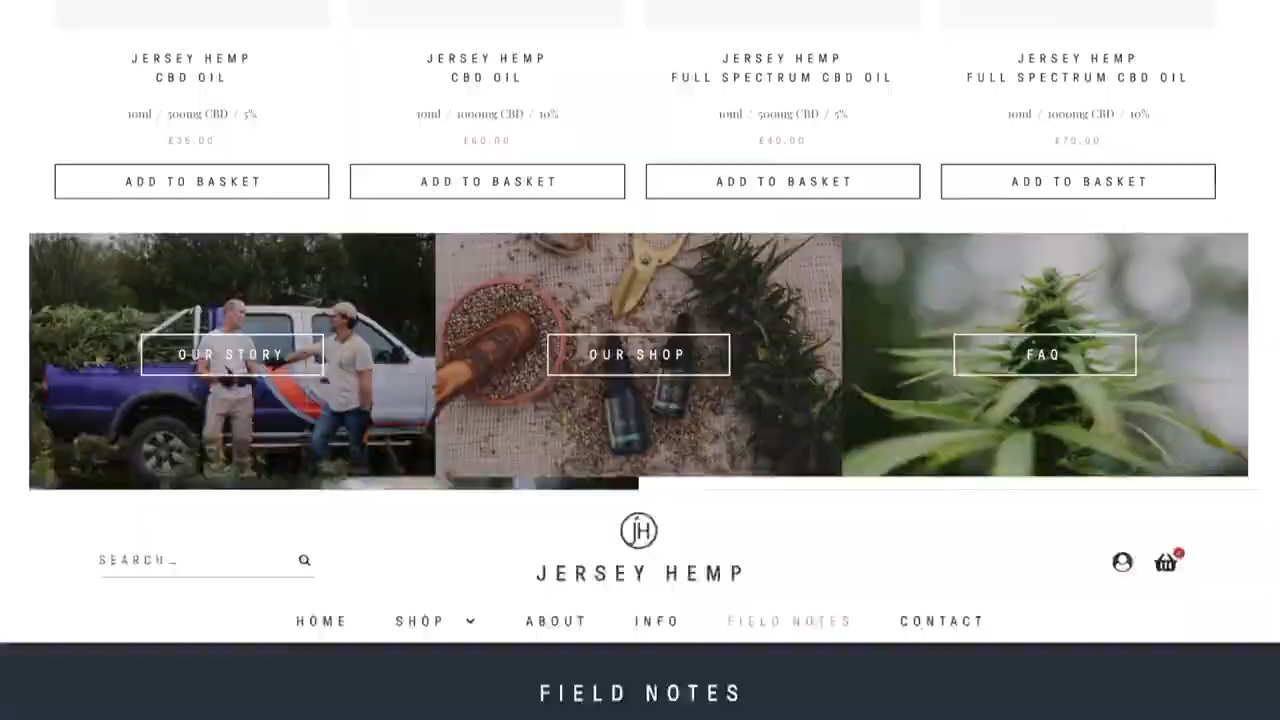 JERSEY HEMP
CBD OIL
10ml / 500mg CBD / 5%
ADD TO BASKET
JERSEY HEMP
CBD OIL
10ml / 1000mg CBD / 10%
£60.00
ADD TO BASKET
JERSEY HEMP
FULL SPECTRUM CBD OIL
10ml / 500mg CBD / 5%
£40.00
ADD TO BASKET
JERSEY HEMP
FULL SPECTRUM CBD OIL
10ml / 1000mg CBD / 10%
£70.00
ADD TO BASKET
OUR STORY
OUR SHOP
FAQ
JH
SEARCH...
JERSEY HEMP
HOME
SHOP
ABOUT
INFO
FIELD NOTES
CONTACT
FIELD NOTES